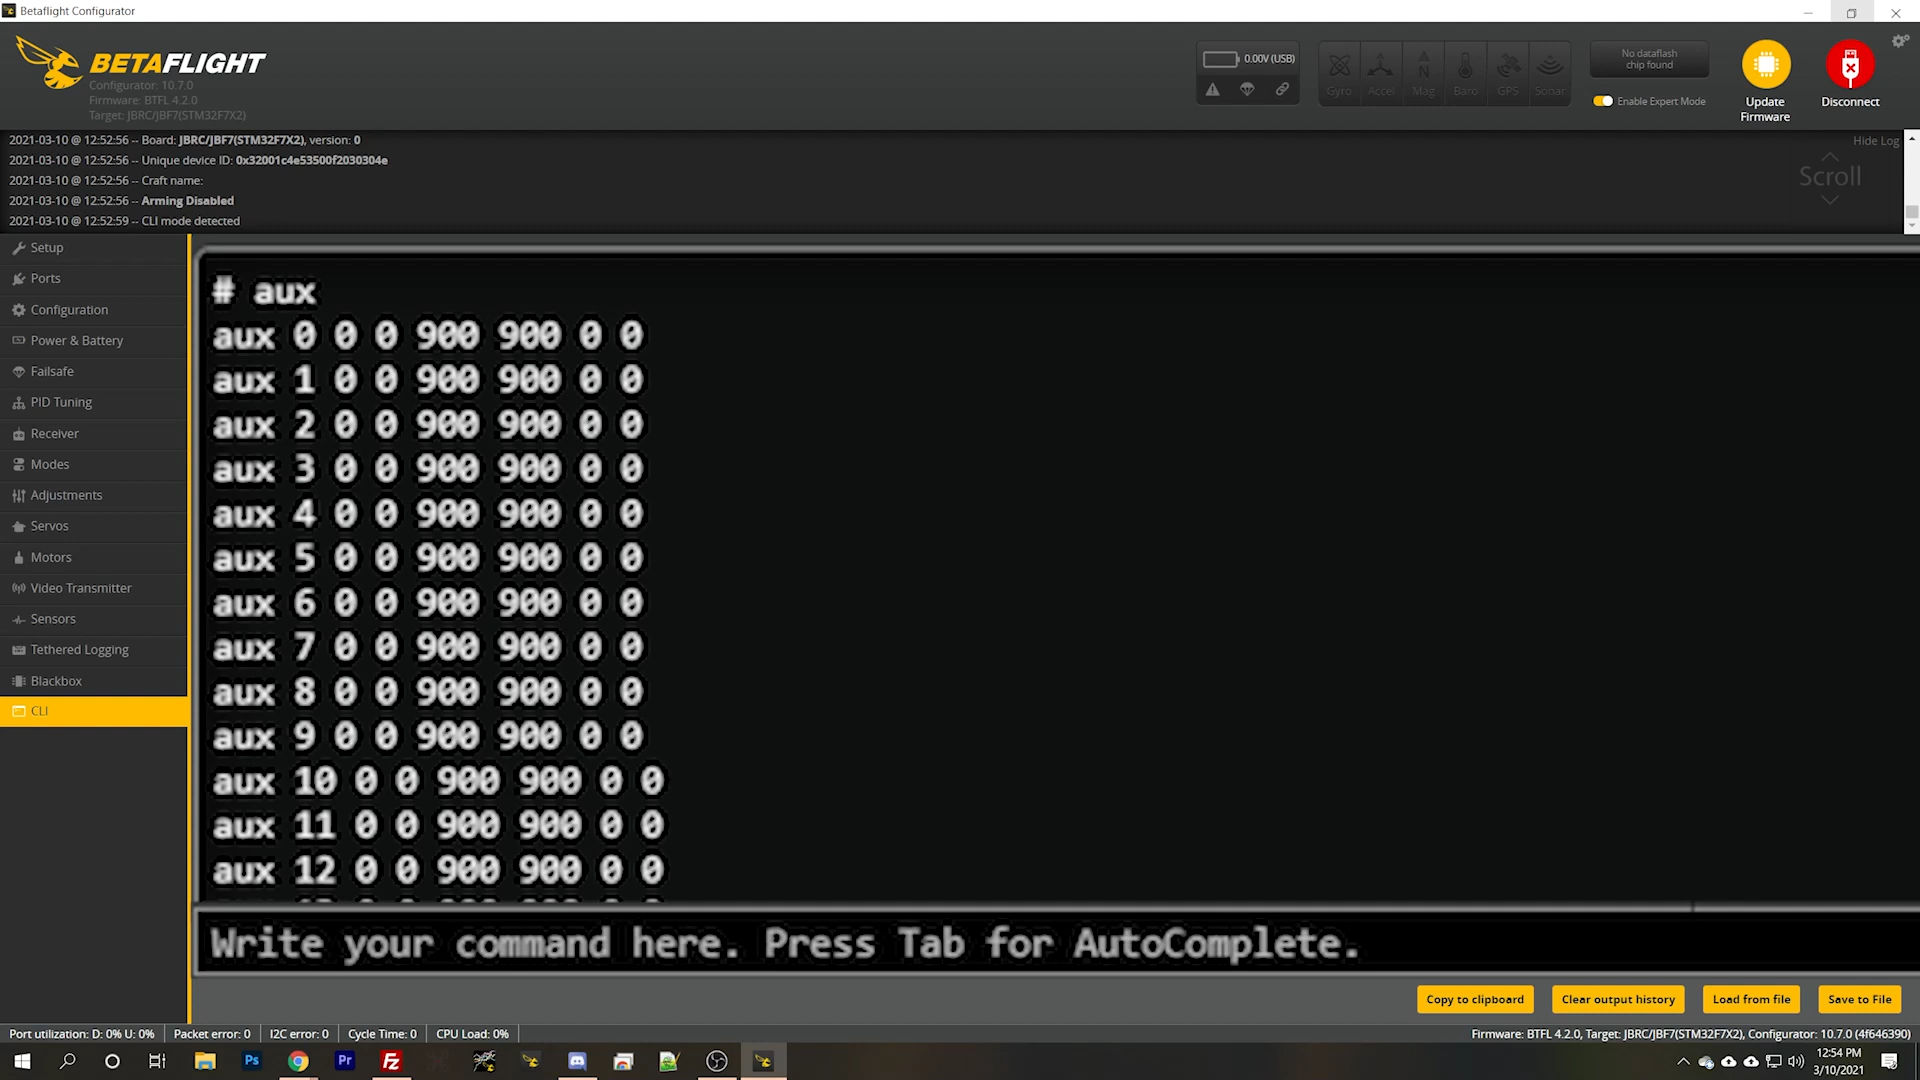 Betaflight Configurator
BETAFLIGHT
Configurator: 10.7.0
Firmware: BTFL 4.2.0
Target: JBRC/JBF7(STM32F7X2)
0.00V (USB)
Gyro Accel Mag Baro GPS Sonar
No dataflash
chip found
Enable Expert Mode
Update
Firmware
Disconnect
2021-03-10 @ 12:52:56 -- Board: JBRC/JBF7(STM32F7X2), version: 0
2021-03-10 @ 12:52:56 -- Unique device ID: 0x32001c4e53500f2030304e
2021-03-10 @ 12:52:56 -- Craft name:
2021-03-10 @ 12:52:56 -- Arming Disabled
2021-03-10 @ 12:52:59 -- CLI mode detected
Hide Log
Scroll
Setup
Ports
Configuration
Power & Battery
Failsafe
PID Tuning
Receiver
Modes
Adjustments
Servos
Motors
Video Transmitter
Sensors
Tethered Logging
Blackbox
CLI
# aux
aux 0 0 0 900 900 0 0
aux 1 0 0 900 900 0 0
aux 2 0 0 900 900 0 0
aux 3 0 0 900 900 0 0
aux 4 0 0 900 900 0 0
aux 5 0 0 900 900 0 0
aux 6 0 0 900 900 0 0
aux 7 0 0 900 900 0 0
aux 8 0 0 900 900 0 0
aux 9 0 0 900 900 0 0
aux 10 0 0 900 900 0 0
aux 11 0 0 900 900 0 0
aux 12 0 0 900 900 0 0
Write your command here. Press Tab for AutoComplete.
Copy to clipboard
Clear output history
Load from file
Save to File
Port utilization: D: 0% U: 0% Packet error: 0 I2C error: 0 Cycle Time: 0 CPU Load: 0%
Firmware: BTFL 4.2.0, Target: JBRC/JBF7(STM32F7X2), Configurator: 10.7.0 (4f646390)
Ps
Pr
Fz
12:54 PM
3/10/2021